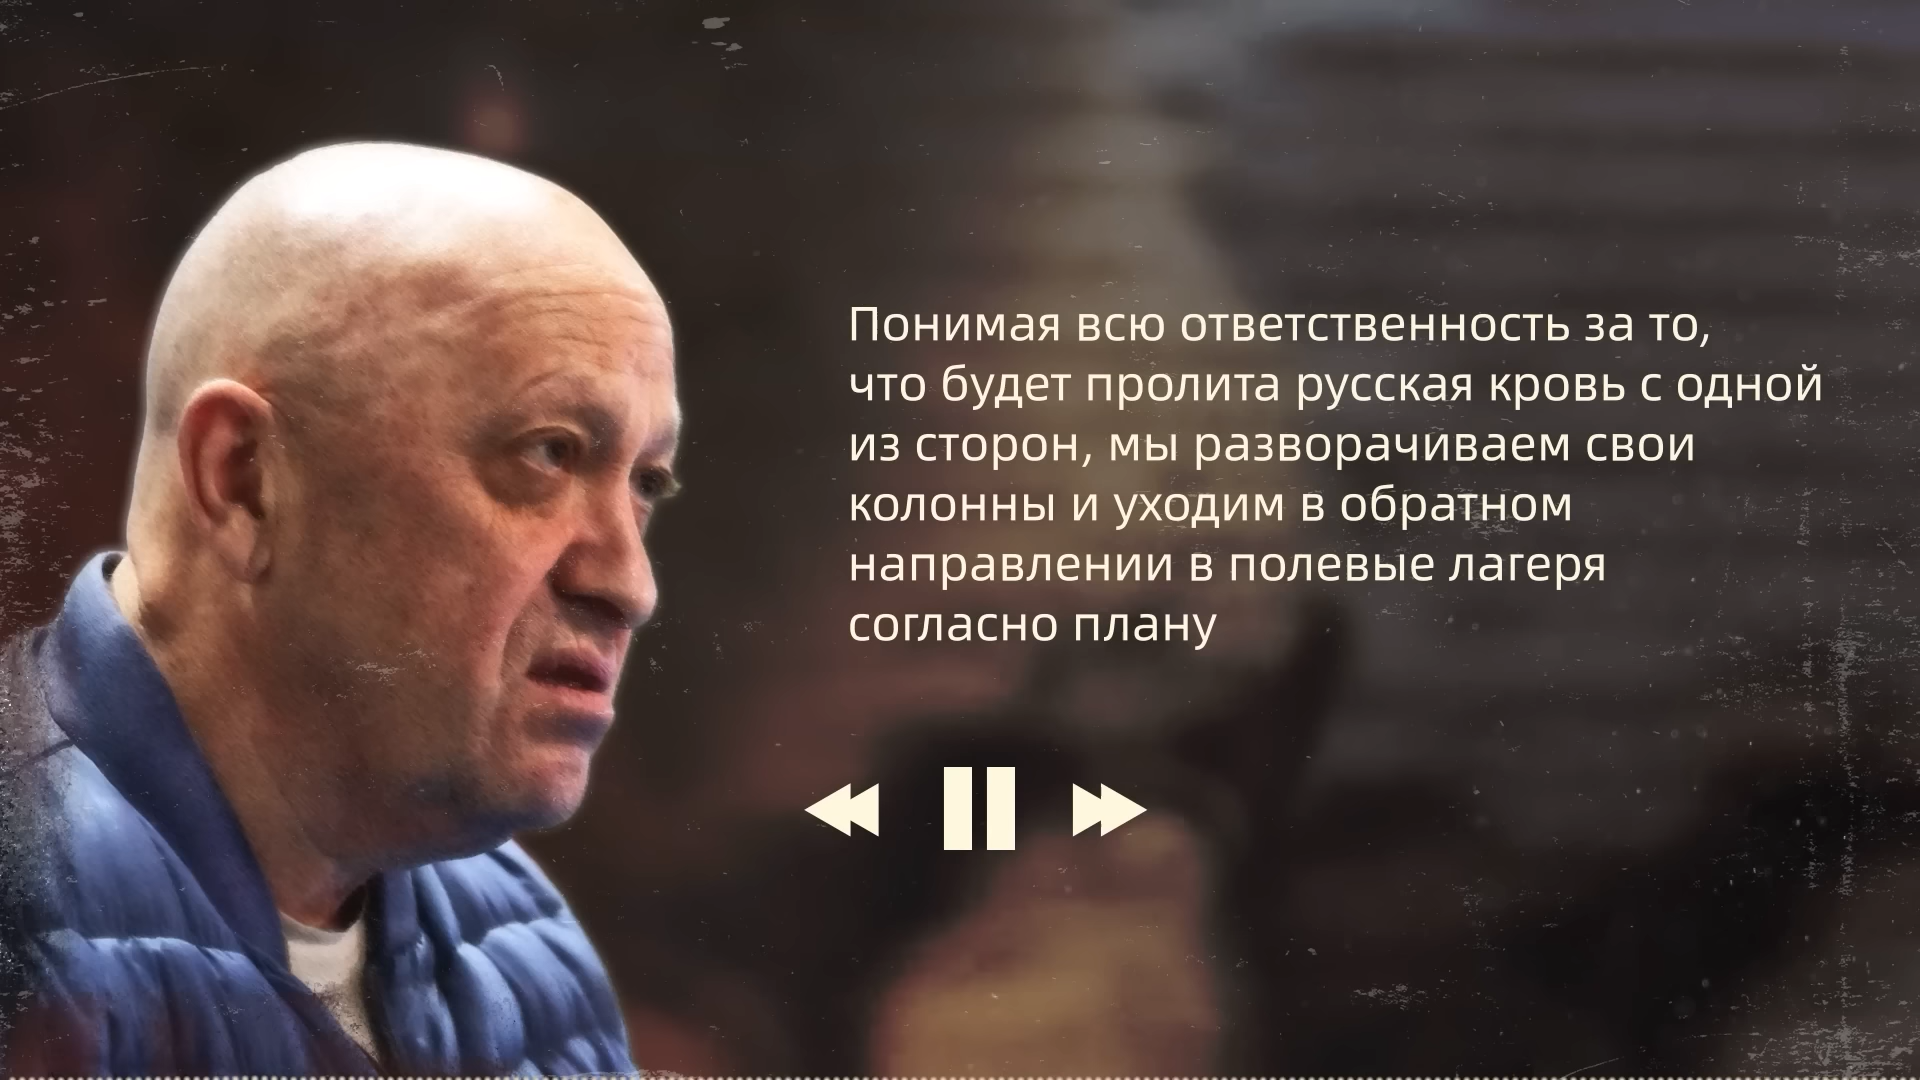 Понимая всю ответственность за то,
что будет пролита русская кровь с одной
из сторон, мы разворачиваем свои
колонны и уходим в обратном
направлении в полевые лагеря
согласно плану